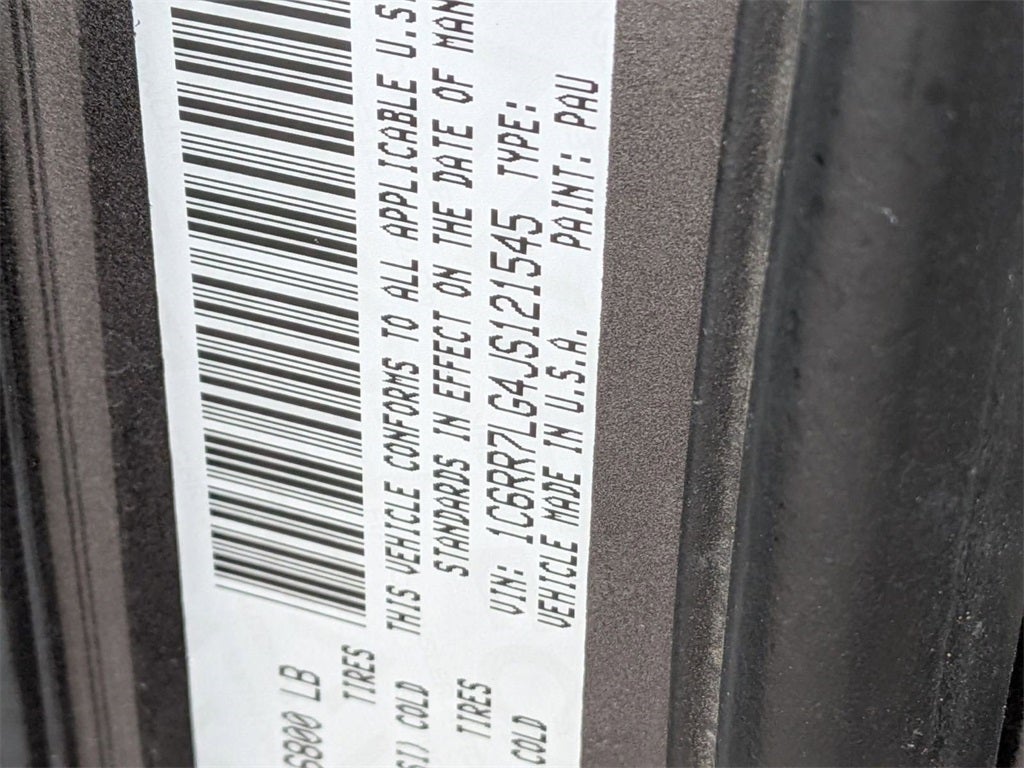 6800 LB
TIRES
SI) COLD
THIS VEHICLE CONFORMS TO ALL APPLICABLE U.S.
TIRES
STANDARDS IN EFFECT ON THE DATE OF MAN
COLD
VIN: 1C6RR7LG4JS121545 TYPE:
VEHICLE MADE IN U.S.A. PAINT: PAU